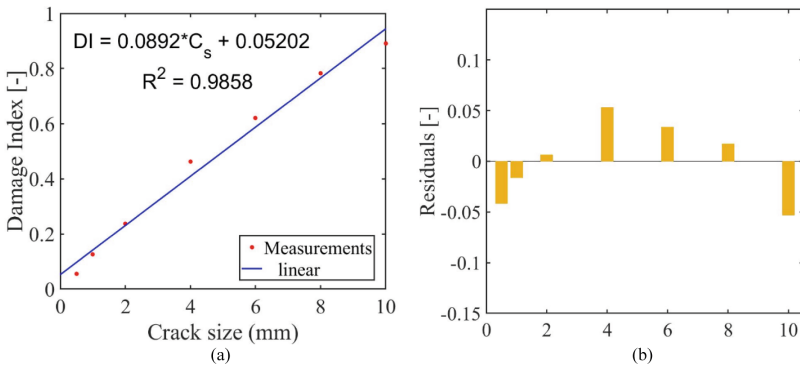 DI = 0.0892*C_s + 0.05202
R^2 = 0.9858
Damage Index [-]
1
0.8
0.6
0.4
0.2
0
0 2 4 6 8 10
Measurements
linear
Crack size (mm)
(a)
Residuals [-]
0.1
0.05
0
-0.05
-0.1
-0.15
0 2 4 6 8 10
(b)